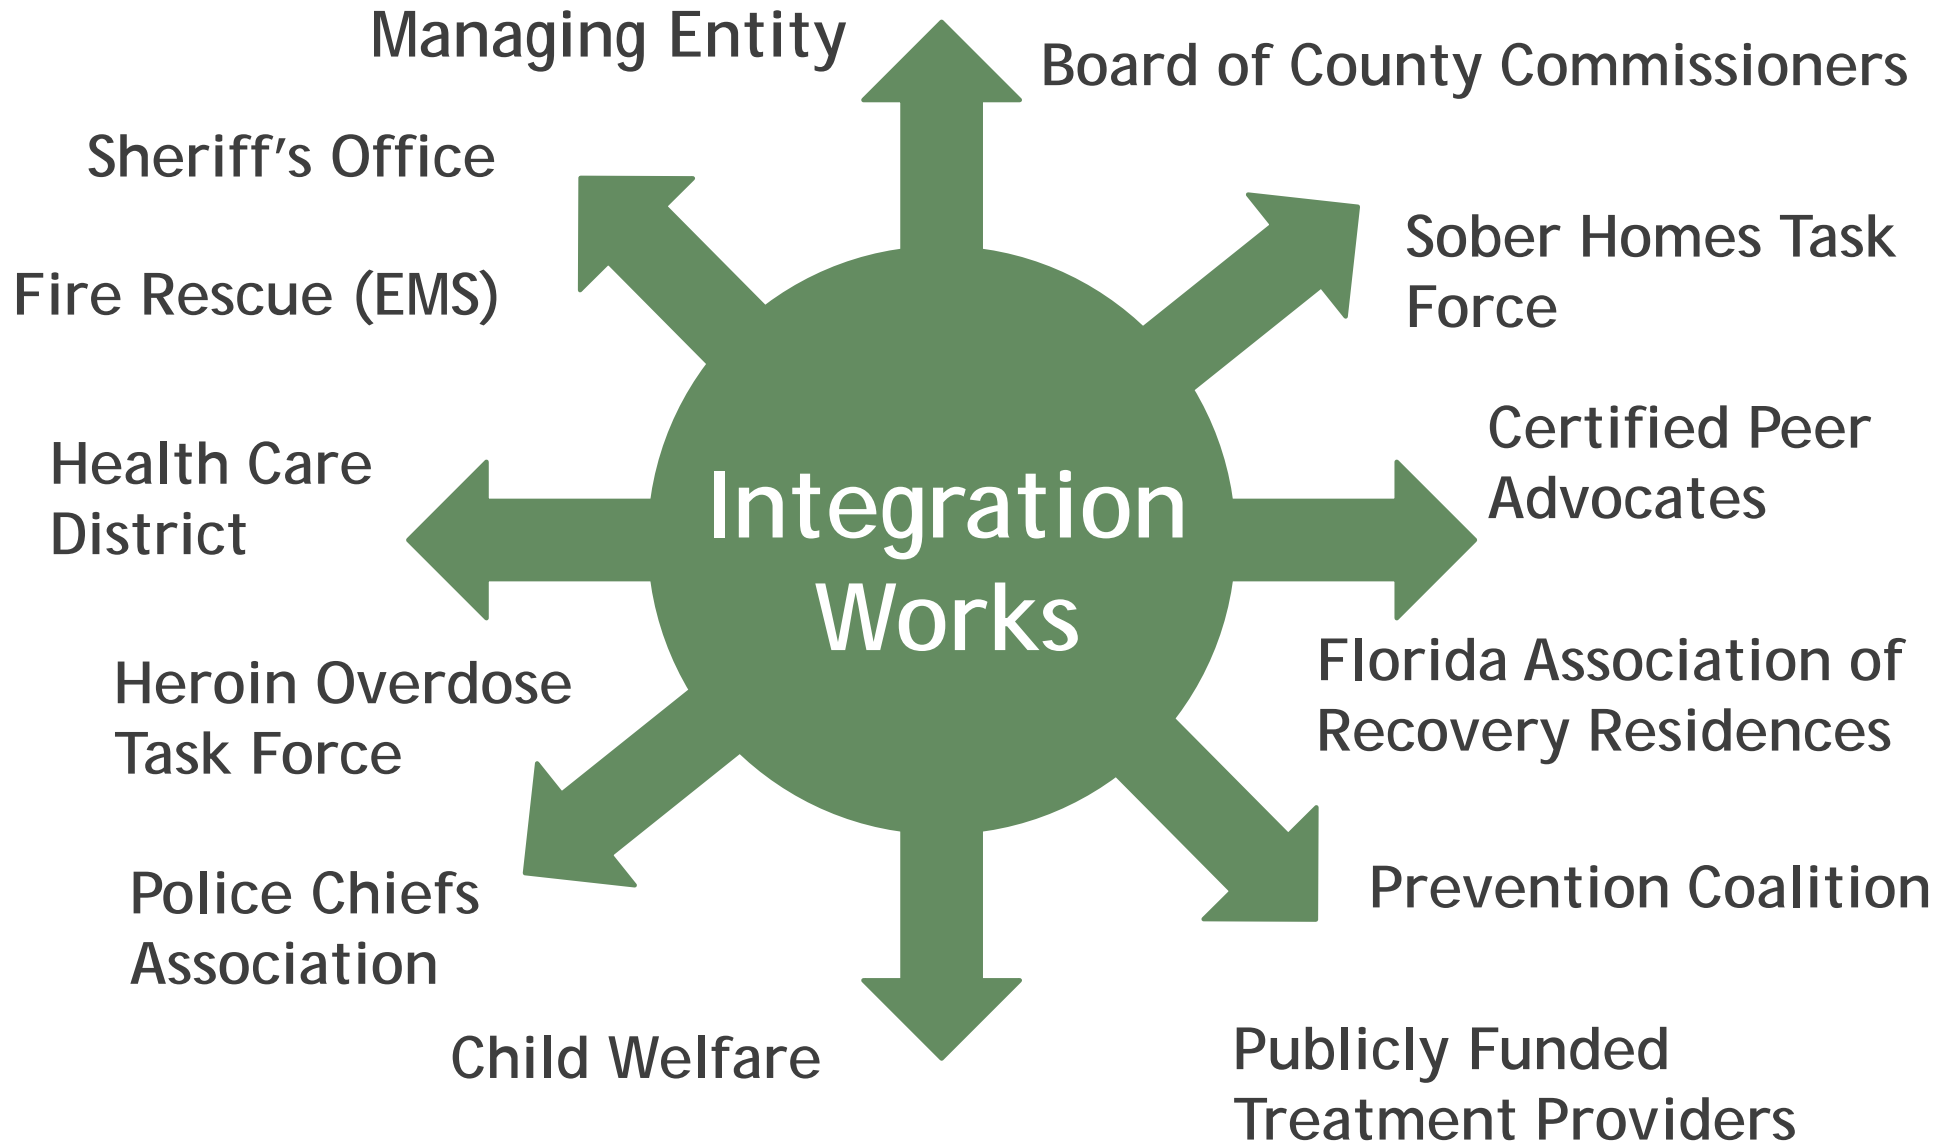 Managing Entity
Board of County Commissioners
Sheriff's Office
Sober Homes Task
Force
Fire Rescue (EMS)
Certified Peer
Advocates
Health Care
District
Integration
Works
Florida Association of
Recovery Residences
Heroin Overdose
Task Force
Prevention Coalition
Police Chiefs
Association
Child Welfare
Publicly Funded
Treatment Providers